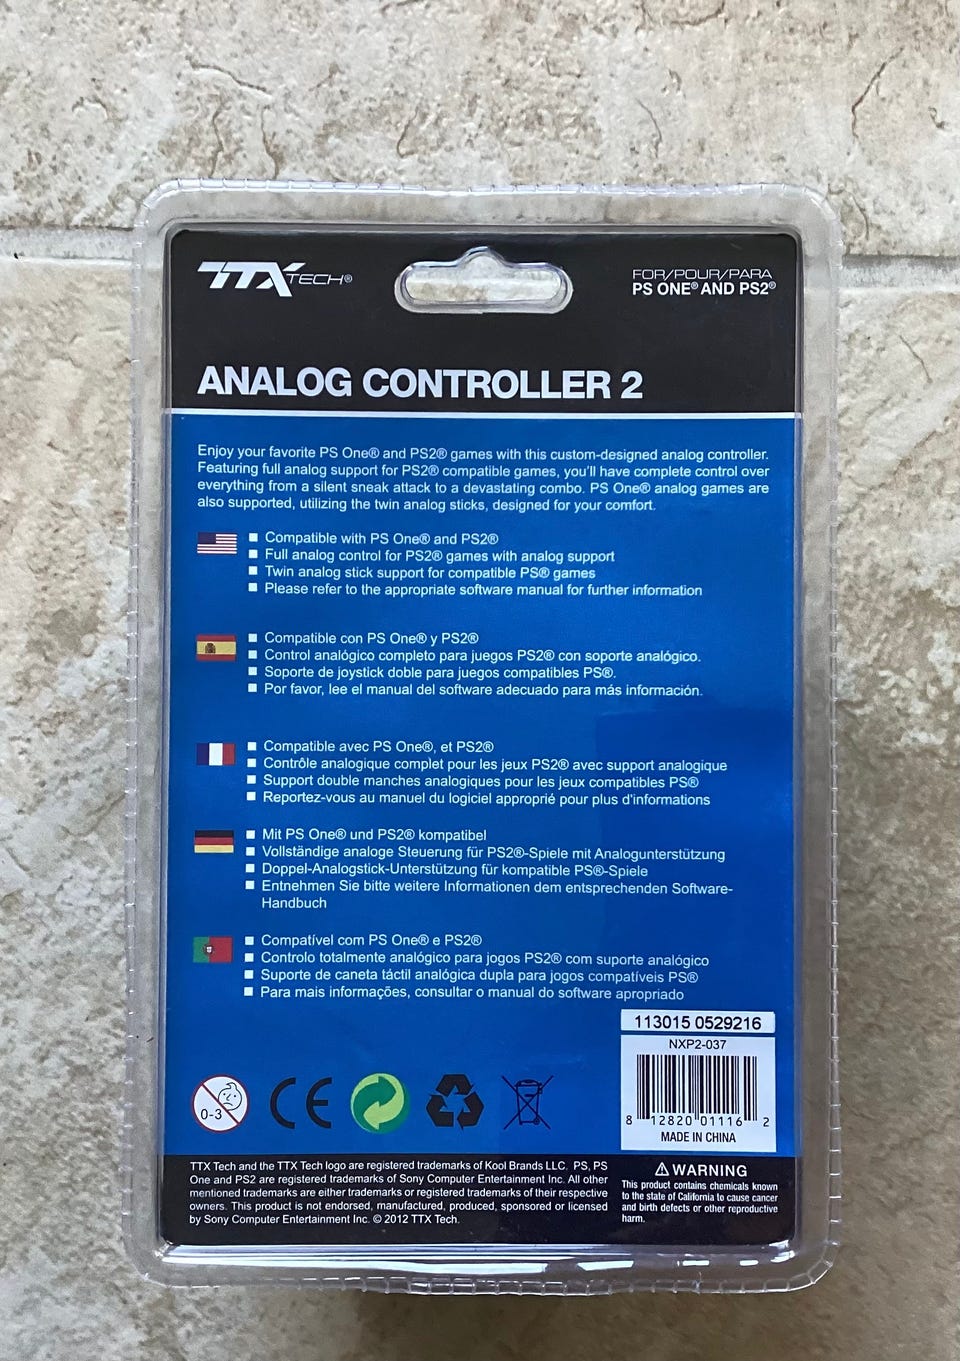 TTX TECH®
FOR/POUR/PARA
PS ONE® AND PS2®
ANALOG CONTROLLER 2
Enjoy your favorite PS One® and PS2® games with this custom-designed analog controller.
Featuring full analog support for PS2® compatible games, you'll have complete control over
everything from a silent sneak attack to a devastating combo. PS One® analog games are
also supported, utilizing the twin analog sticks, designed for your comfort.
■ Compatible with PS One® and PS2®
■ Full analog control for PS2® games with analog support
■ Twin analog stick support for compatible PS® games
■ Please refer to the appropriate software manual for further information
■ Compatible con PS One® y PS2®
■ Control analógico completo para juegos PS2® con soporte analógico.
■ Soporte de joystick doble para juegos compatibles PS®.
■ Por favor, lee el manual del software adecuado para más información.
■ Compatible avec PS One®, et PS2®
■ Contrôle analogique complet pour les jeux PS2® avec support analogique
■ Support double manches analogiques pour les jeux compatibles PS®
■ Reportez-vous au manuel du logiciel approprié pour plus d'informations
■ Mit PS One® und PS2® kompatibel
■ Vollständige analoge Steuerung für PS2®-Spiele mit Analogunterstützung
■ Doppel-Analogstick-Unterstützung für kompatible PS®-Spiele
■ Entnehmen Sie bitte weitere Informationen dem entsprechenden Software-
Handbuch
■ Compatível com PS One® e PS2®
■ Controlo totalmente analógico para jogos PS2® com suporte analógico
■ Suporte de caneta táctil analógica dupla para jogos compatíveis PS®
■ Para mais informações, consultar o manual do software apropriado
113015 0529216
NXP2-037
8 12820 01116 2
MADE IN CHINA
0-3
CE
TTX Tech and the TTX Tech logo are registered trademarks of Kool Brands LLC. PS, PS
One and PS2 are registered trademarks of Sony Computer Entertainment Inc. All other
mentioned trademarks are either trademarks or registered trademarks of their respective
owners. This product is not endorsed, manufactured, produced, sponsored or licensed
by Sony Computer Entertainment Inc. © 2012 TTX Tech.
⚠ WARNING
This product contains chemicals known
to the state of California to cause cancer
and birth defects or other reproductive
harm.